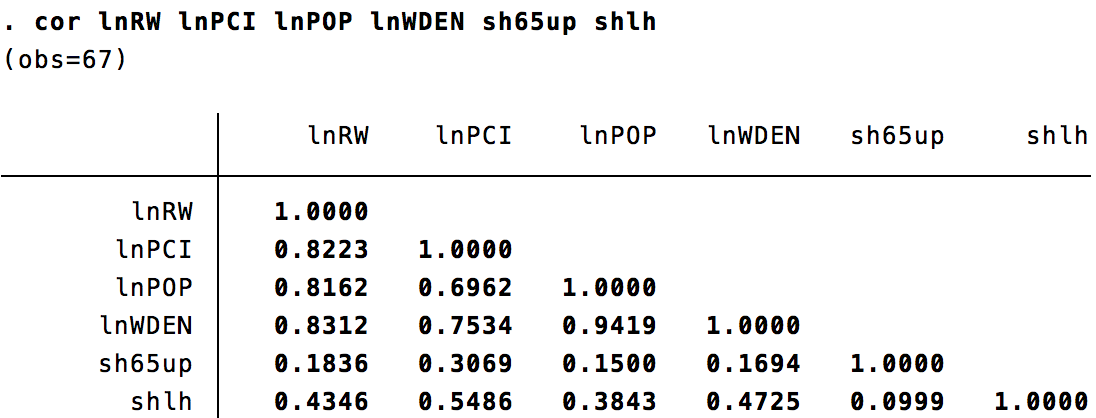 . cor lnRW lnPCI lnPOP lnWDEN sh65up shlh
(obs=67)
lnRW lnPCI lnPOP lnWDEN sh65up shlh
lnRW 1.0000
lnPCI 0.8223 1.0000
lnPOP 0.8162 0.6962 1.0000
lnWDEN 0.8312 0.7534 0.9419 1.0000
sh65up 0.1836 0.3069 0.1500 0.1694 1.0000
shlh 0.4346 0.5486 0.3843 0.4725 0.0999 1.0000